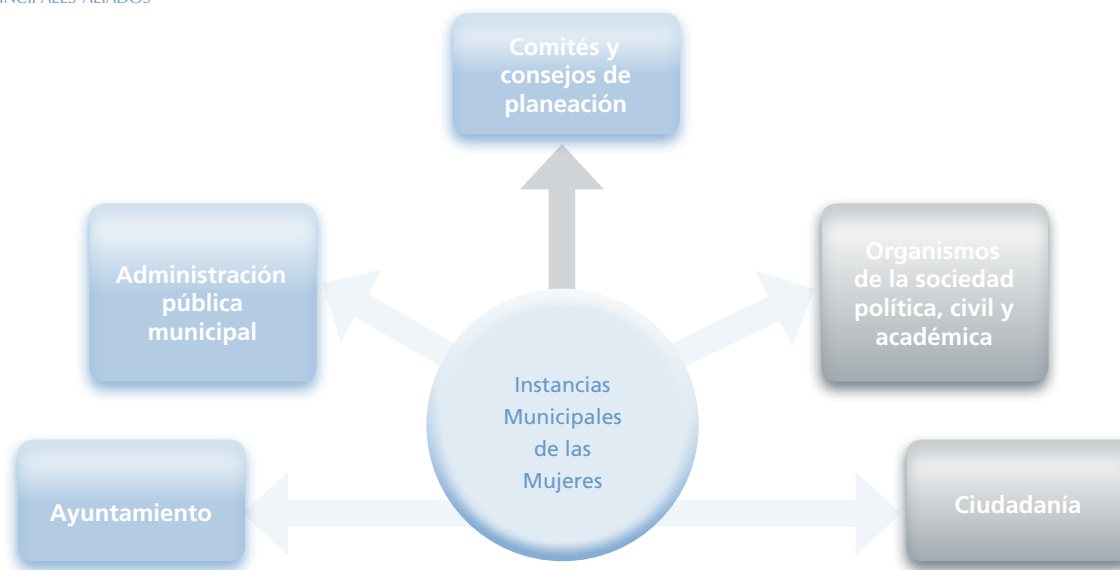 Comités y
consejos de
planeación
Administración
pública
municipal
Organismos
de la sociedad
política, civil y
académica
Instancias
Municipales
de las
Mujeres
Ayuntamiento
Ciudadanía